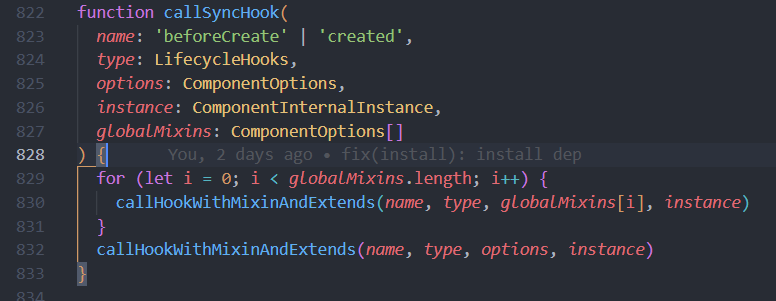 822 function callSyncHook(
823   name: 'beforeCreate' | 'created',
824   type: LifecycleHooks,
825   options: ComponentOptions,
826   instance: ComponentInternalInstance,
827   globalMixins: ComponentOptions[]
828 ) { You, 2 days ago • fix(install): install dep
829   for (let i = 0; i < globalMixins.length; i++) {
830     callHookWithMixinAndExtends(name, type, globalMixins[i], instance)
831   }
832   callHookWithMixinAndExtends(name, type, options, instance)
833 }
834